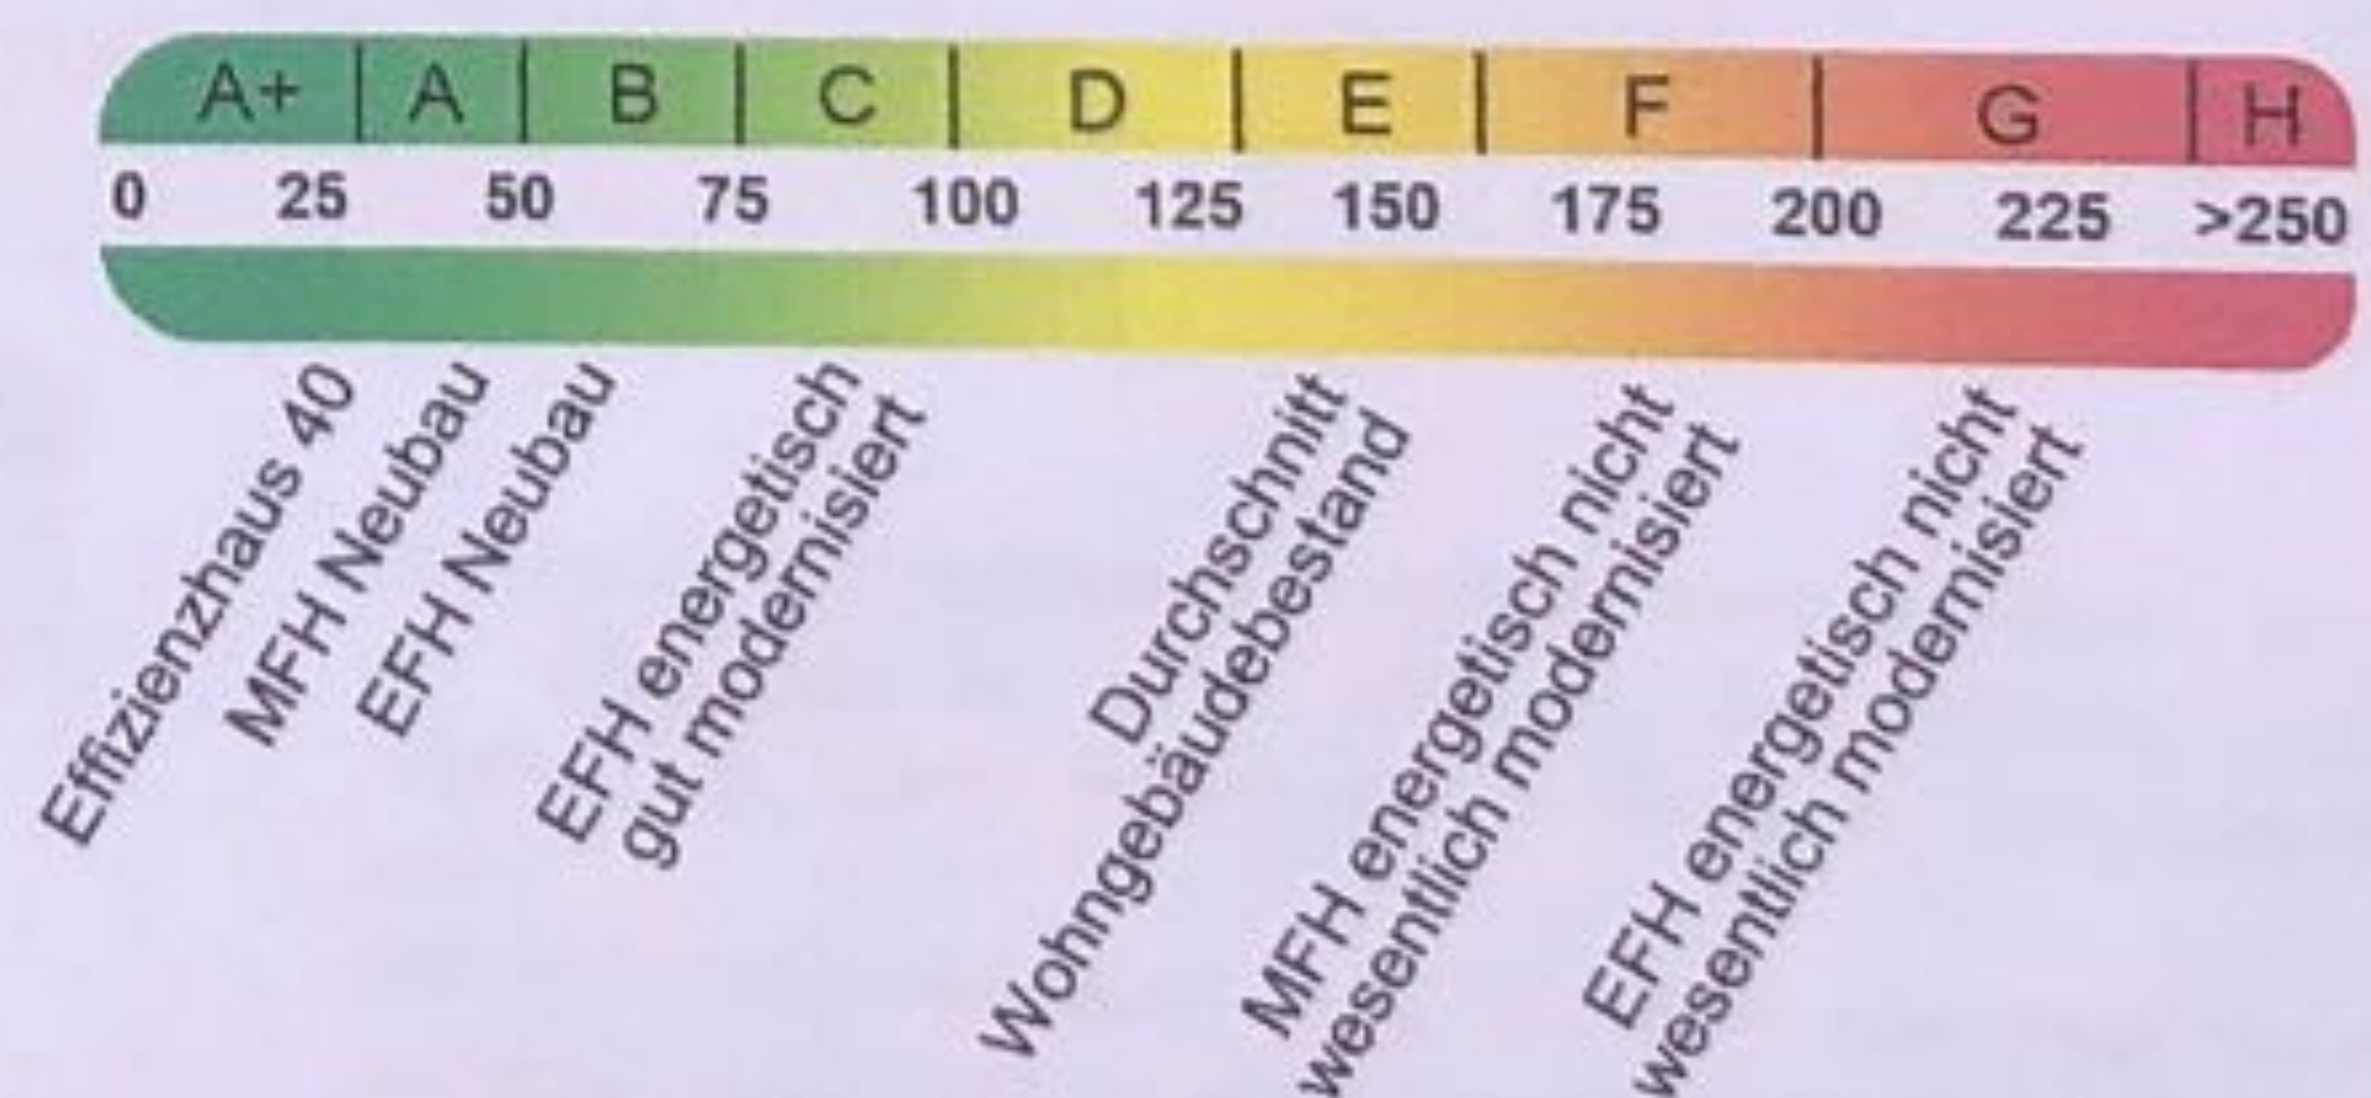 A+ A B C D E F G H
0 25 50 75 100 125 150 175 200 225 >250
Effizienzhaus 40
MFH Neubau
EFH Neubau
EFH energetisch
gut modernisiert
Durchschnitt
Wohngebäudebestand
MFH energetisch nicht
wesentlich modernisiert
EFH energetisch nicht
wesentlich modernisiert